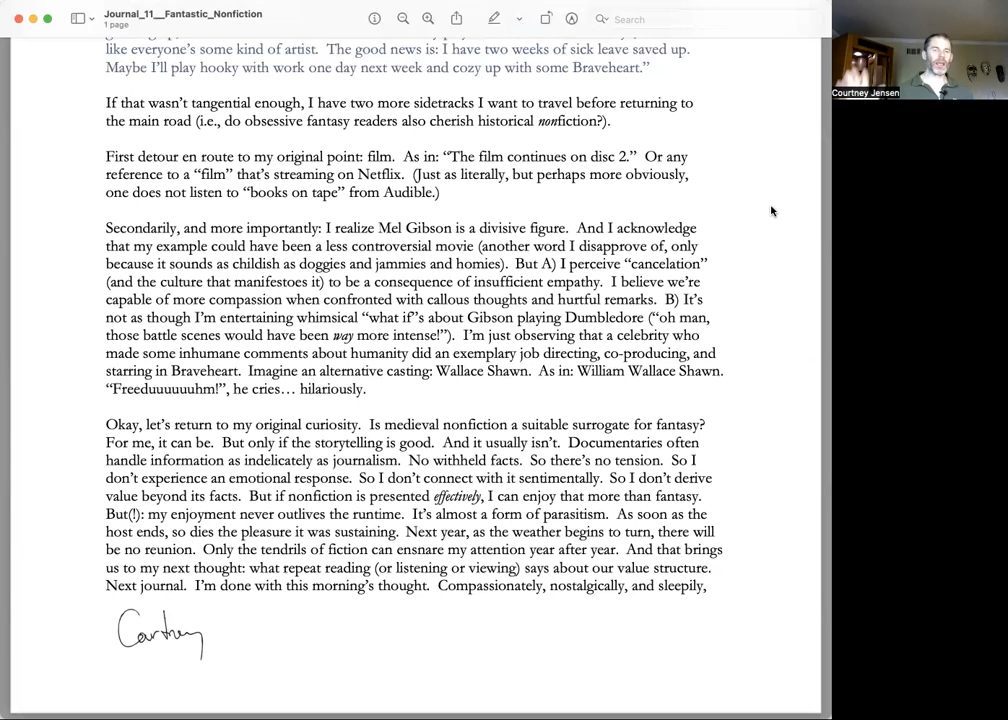 Journal_11__Fantastic_Nonfiction
1 page
Search
Courtney Jensen
like everyone's some kind of artist. The good news is: I have two weeks of sick leave saved up.
Maybe I'll play hooky with work one day next week and cozy up with some Braveheart.”
If that wasn't tangential enough, I have two more sidetracks I want to travel before returning to
the main road (i.e., do obsessive fantasy readers also cherish historical nonfiction?).
First detour en route to my original point: film. As in: “The film continues on disc 2.” Or any
reference to a “film” that's streaming on Netflix. (Just as literally, but perhaps more obviously,
one does not listen to “books on tape” from Audible.)
Secondarily, and more importantly: I realize Mel Gibson is a divisive figure. And I acknowledge
that my example could have been a less controversial movie (another word I disapprove of, only
because it sounds as childish as doggies and jammies and homies). But A) I perceive “cancelation”
(and the culture that manifestoes it) to be a consequence of insufficient empathy. I believe we're
capable of more compassion when confronted with callous thoughts and hurtful remarks. B) It's
not as though I'm entertaining whimsical “what if”s about Gibson playing Dumbledore (“oh man,
those battle scenes would have been way more intense!”). I'm just observing that a celebrity who
made some inhumane comments about humanity did an exemplary job directing, co-producing, and
starring in Braveheart. Imagine an alternative casting: Wallace Shawn. As in: William Wallace Shawn.
“Freeduuuuuhm!”, he cries… hilariously.
Okay, let's return to my original curiosity. Is medieval nonfiction a suitable surrogate for fantasy?
For me, it can be. But only if the storytelling is good. And it usually isn't. Documentaries often
handle information as indelicately as journalism. No withheld facts. So there's no tension. So I
don't experience an emotional response. So I don't connect with it sentimentally. So I don't derive
value beyond its facts. But if nonfiction is presented effectively, I can enjoy that more than fantasy.
But(!): my enjoyment never outlives the runtime. It's almost a form of parasitism. As soon as the
host ends, so dies the pleasure it was sustaining. Next year, as the weather begins to turn, there will
be no reunion. Only the tendrils of fiction can ensnare my attention year after year. And that brings
us to my next thought: what repeat reading (or listening or viewing) says about our value structure.
Next journal. I'm done with this morning's thought. Compassionately, nostalgically, and sleepily,
Courtney